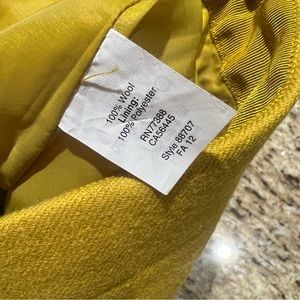 100% Wool
Lining:
100% Polyester
RN77388
CA56445
Style 88707
FA 12